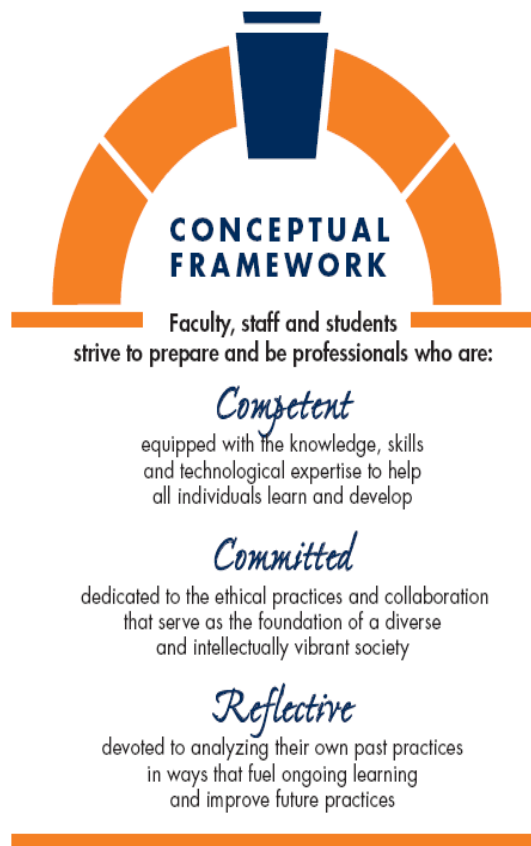 CONCEPTUAL
FRAMEWORK
Faculty, staff and students
strive to prepare and be professionals who are:
Competent
equipped with the knowledge, skills
and technological expertise to help
all individuals learn and develop
Committed
dedicated to the ethical practices and collaboration
that serve as the foundation of a diverse
and intellectually vibrant society
Reflective
devoted to analyzing their own past practices
in ways that fuel ongoing learning
and improve future practices